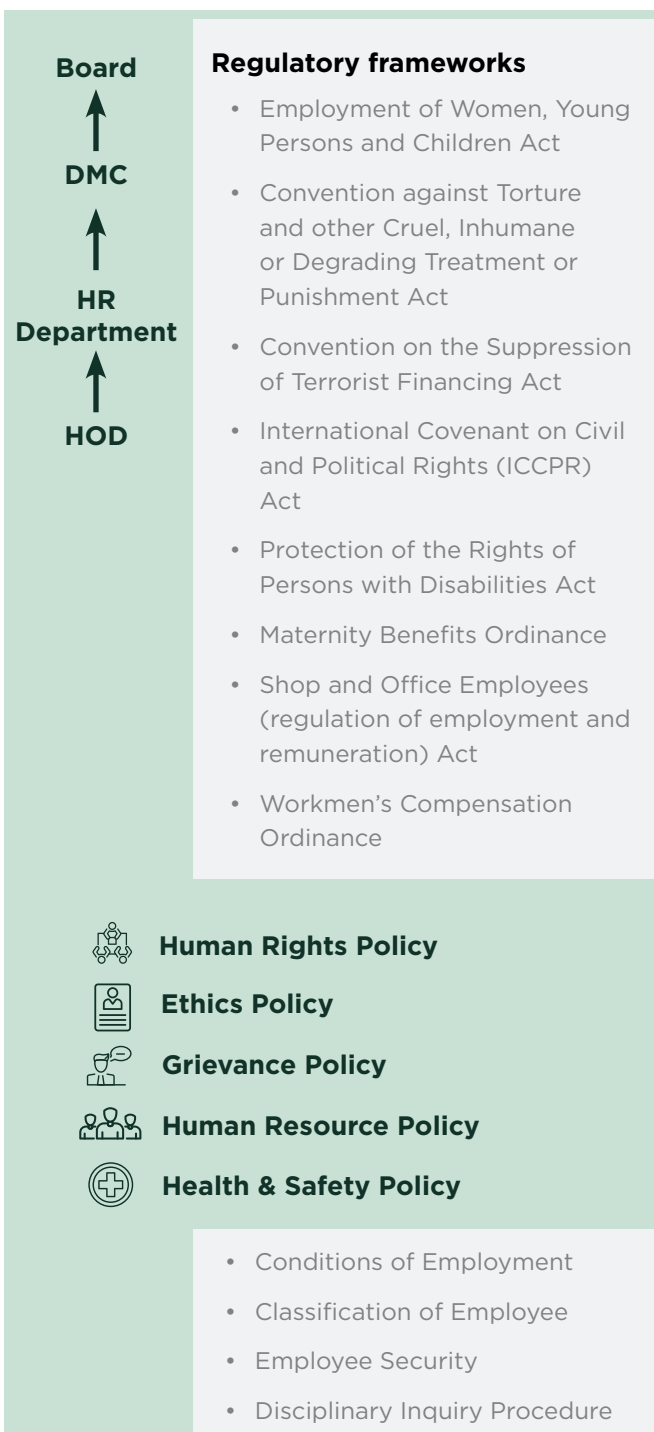 Board
DMC
HR
Department
HOD
Regulatory frameworks
• Employment of Women, Young
Persons and Children Act
• Convention against Torture
and other Cruel, Inhumane
or Degrading Treatment or
Punishment Act
• Convention on the Suppression
of Terrorist Financing Act
• International Covenant on Civil
and Political Rights (ICCPR)
Act
• Protection of the Rights of
Persons with Disabilities Act
• Maternity Benefits Ordinance
• Shop and Office Employees
(regulation of employment and
remuneration) Act
• Workmen’s Compensation
Ordinance
Human Rights Policy
Ethics Policy
Grievance Policy
Human Resource Policy
Health & Safety Policy
• Conditions of Employment
• Classification of Employee
• Employee Security
• Disciplinary Inquiry Procedure